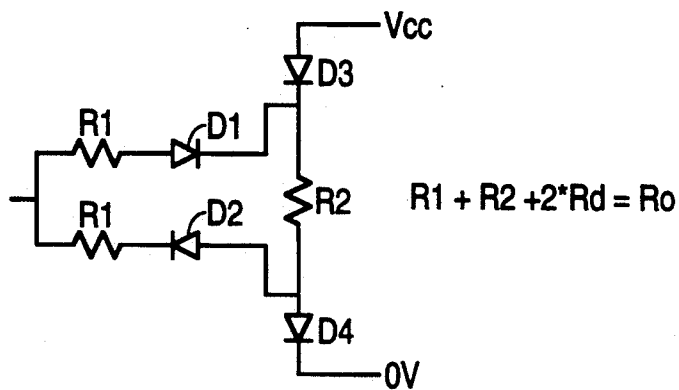 Vcc
D3
R1
D1
R2
R1 + R2 +2*Rd = Ro
D2
R1
D4
0V